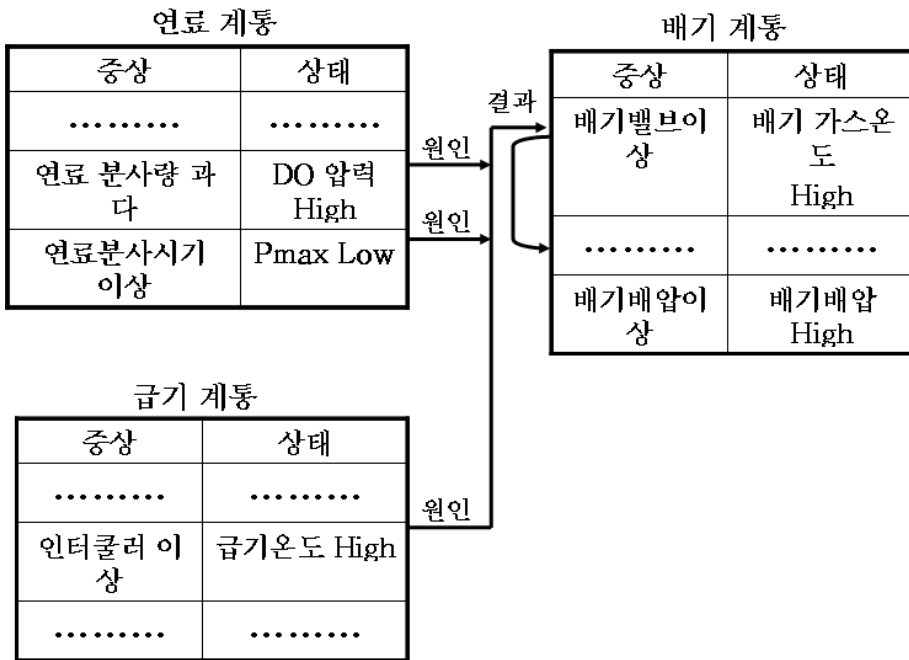 연료 계통
중상 상태
......... .........
연료 분사량 과
다
DO 압력
High
연료분사시기
이상
Pmax Low
원인
원인
결과
배기 계통
중상 상태
배기밸브이
상
배기 가스온
도
High
......... .........
배기배압이
상
배기배압
High
급기 계통
중상 상태
......... .........
인터쿨러 이
상
급기온도 High
......... .........
원인